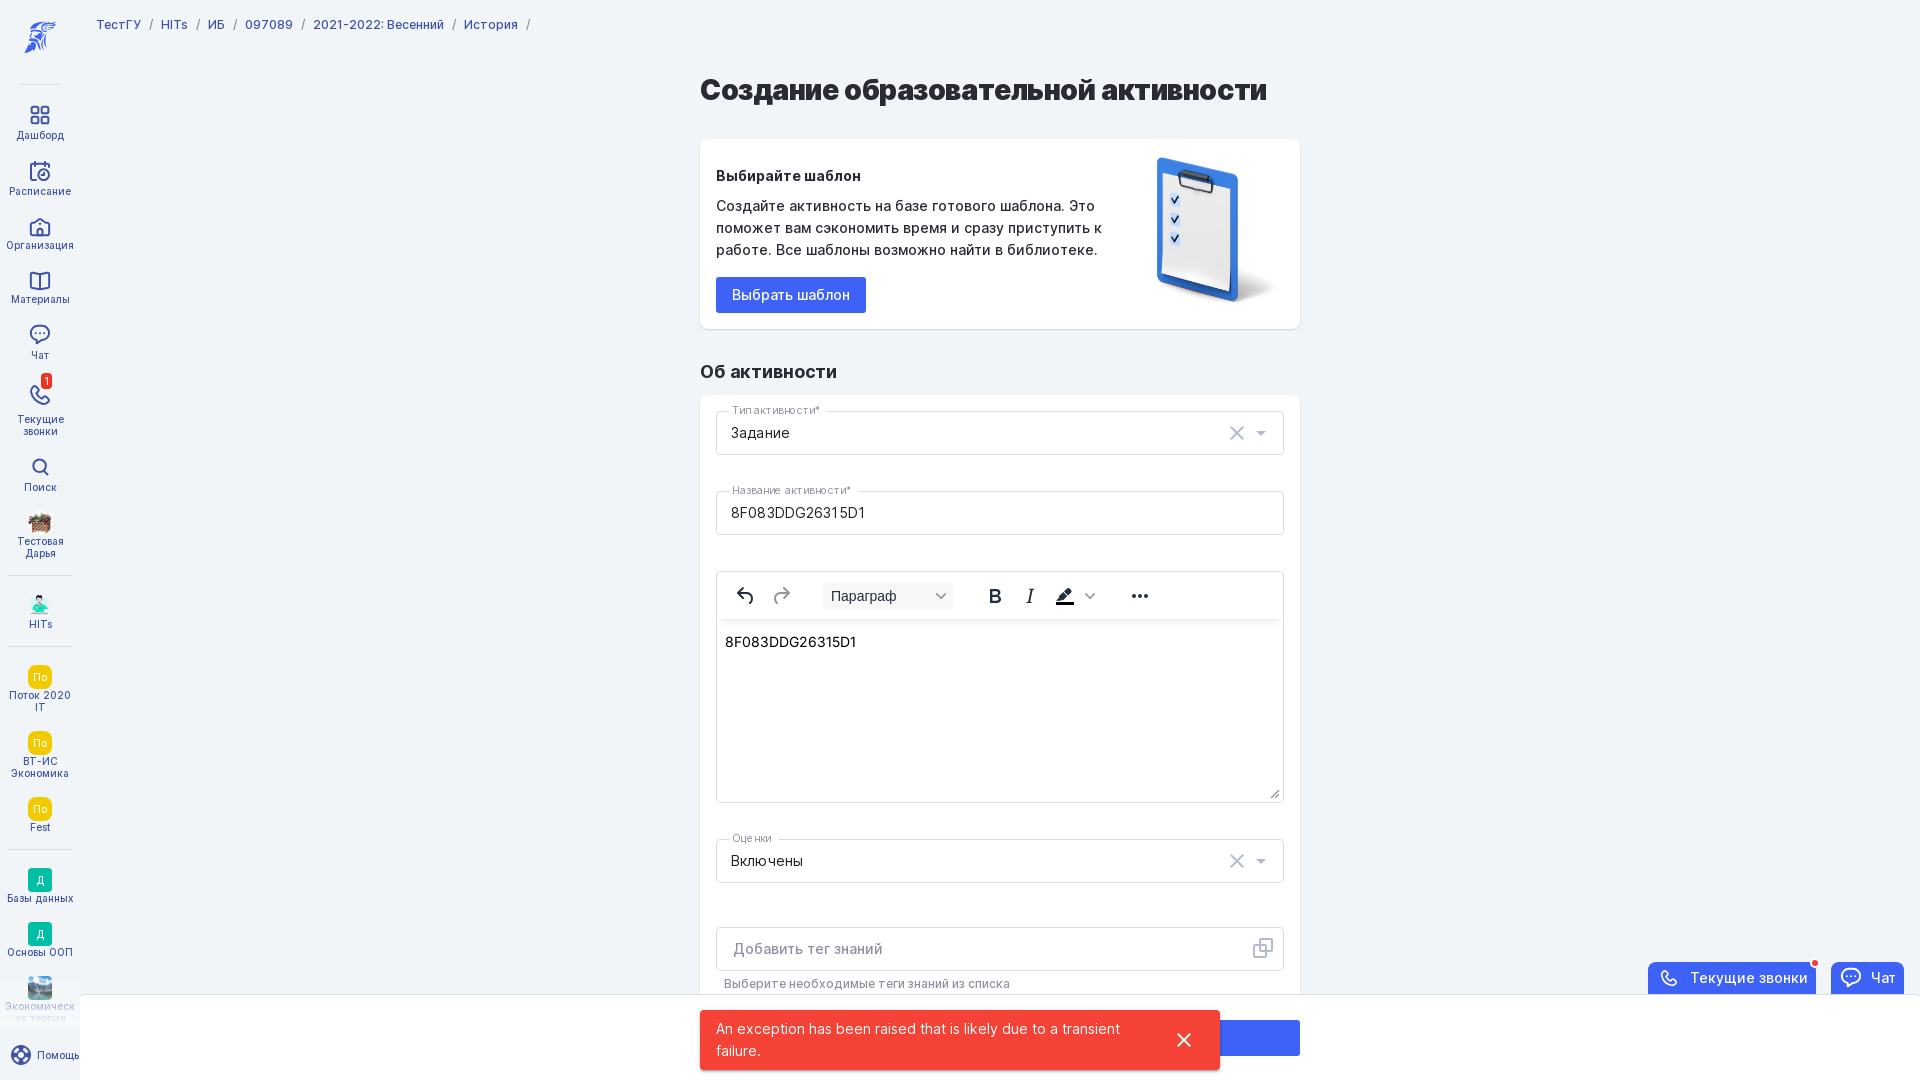 ТестГУ / HITs / ИБ / 097089 / 2021-2022: Весенний / История /
Дашборд
Расписание
Организация
Материалы
Чат
1
Текущие
звонки
Поиск
Тестовая
Дарья
HITs
По
Поток 2020
IT
По
ВТ-ИС
Экономика
По
Fest
Д
Базы данных
Д
Основы ООП
Экономическ
ая теория
Помощь
Создание образовательной активности
Выбирайте шаблон
Создайте активность на базе готового шаблона. Это
поможет вам сэкономить время и сразу приступить к
работе. Все шаблоны возможно найти в библиотеке.
Выбрать шаблон
Об активности
Тип активности*
Задание
Название активности*
8F083DDG26315D1
Параграф
8F083DDG26315D1
Оценки
Включены
Добавить тег знаний
Выберите необходимые теги знаний из списка
Текущие звонки
Чат
An exception has been raised that is likely due to a transient
failure.